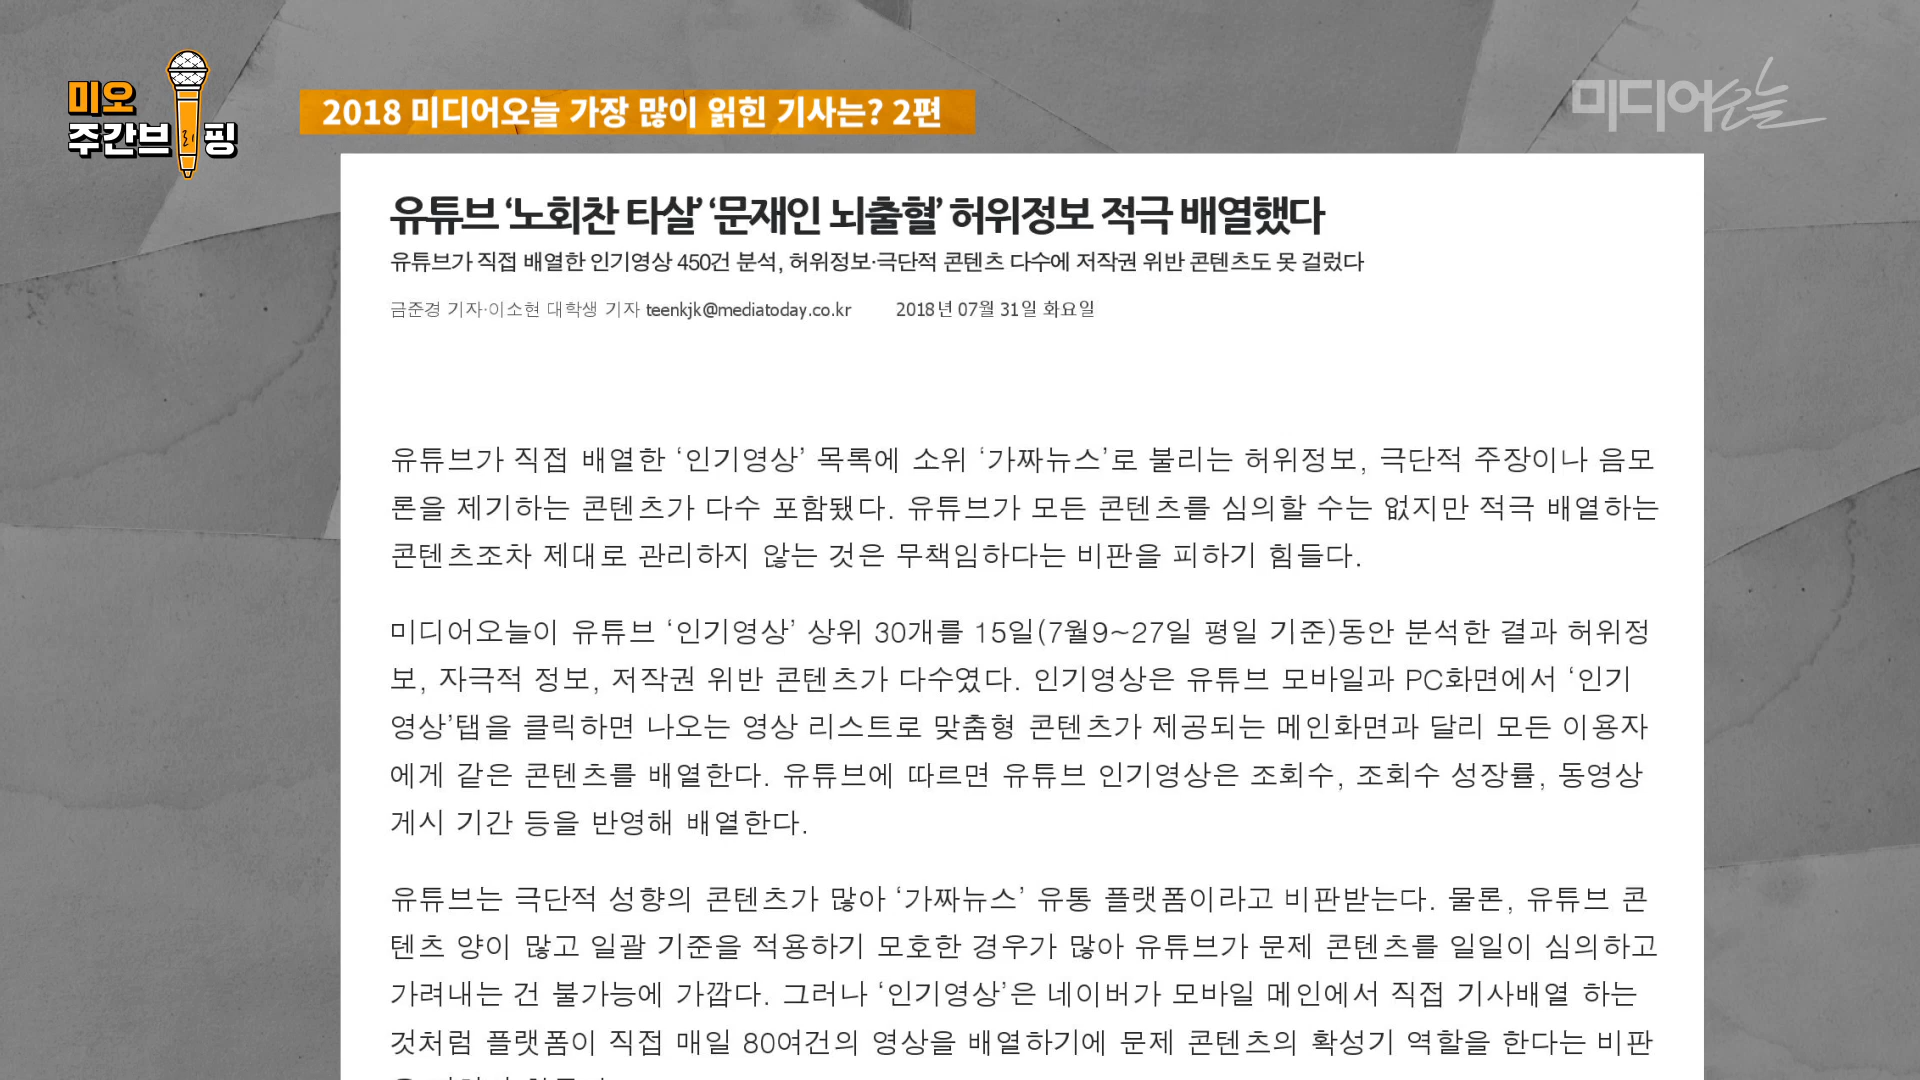 미오
주간브리핑
2018 미디어오늘 가장 많이 읽힌 기사는? 2편
미디어오늘
유튜브 ‘노회찬 타살’ ‘문재인 뇌출혈’ 허위정보 적극 배열했다
유튜브가 직접 배열한 인기영상 450건 분석, 허위정보·극단적 콘텐츠 다수에 저작권 위반 콘텐츠도 못 걸렀다
금준경 기자·이소현 대학생 기자 teenkjk@mediatoday.co.kr 2018년 07월 31일 화요일
유튜브가 직접 배열한 ‘인기영상’ 목록에 소위 ‘가짜뉴스’로 불리는 허위정보, 극단적 주장이나 음모
론을 제기하는 콘텐츠가 다수 포함됐다. 유튜브가 모든 콘텐츠를 심의할 수는 없지만 적극 배열하는
콘텐츠조차 제대로 관리하지 않는 것은 무책임하다는 비판을 피하기 힘들다.
미디어오늘이 유튜브 ‘인기영상’ 상위 30개를 15일(7월9~27일 평일 기준)동안 분석한 결과 허위정
보, 자극적 정보, 저작권 위반 콘텐츠가 다수였다. 인기영상은 유튜브 모바일과 PC화면에서 ‘인기
영상’탭을 클릭하면 나오는 영상 리스트로 맞춤형 콘텐츠가 제공되는 메인화면과 달리 모든 이용자
에게 같은 콘텐츠를 배열한다. 유튜브에 따르면 유튜브 인기영상은 조회수, 조회수 성장률, 동영상
게시 기간 등을 반영해 배열한다.
유튜브는 극단적 성향의 콘텐츠가 많아 ‘가짜뉴스’ 유통 플랫폼이라고 비판받는다. 물론, 유튜브 콘
텐츠 양이 많고 일괄 기준을 적용하기 모호한 경우가 많아 유튜브가 문제 콘텐츠를 일일이 심의하고
가려내는 건 불가능에 가깝다. 그러나 ‘인기영상’은 네이버가 모바일 메인에서 직접 기사배열 하는
것처럼 플랫폼이 직접 매일 80여건의 영상을 배열하기에 문제 콘텐츠의 확성기 역할을 한다는 비판